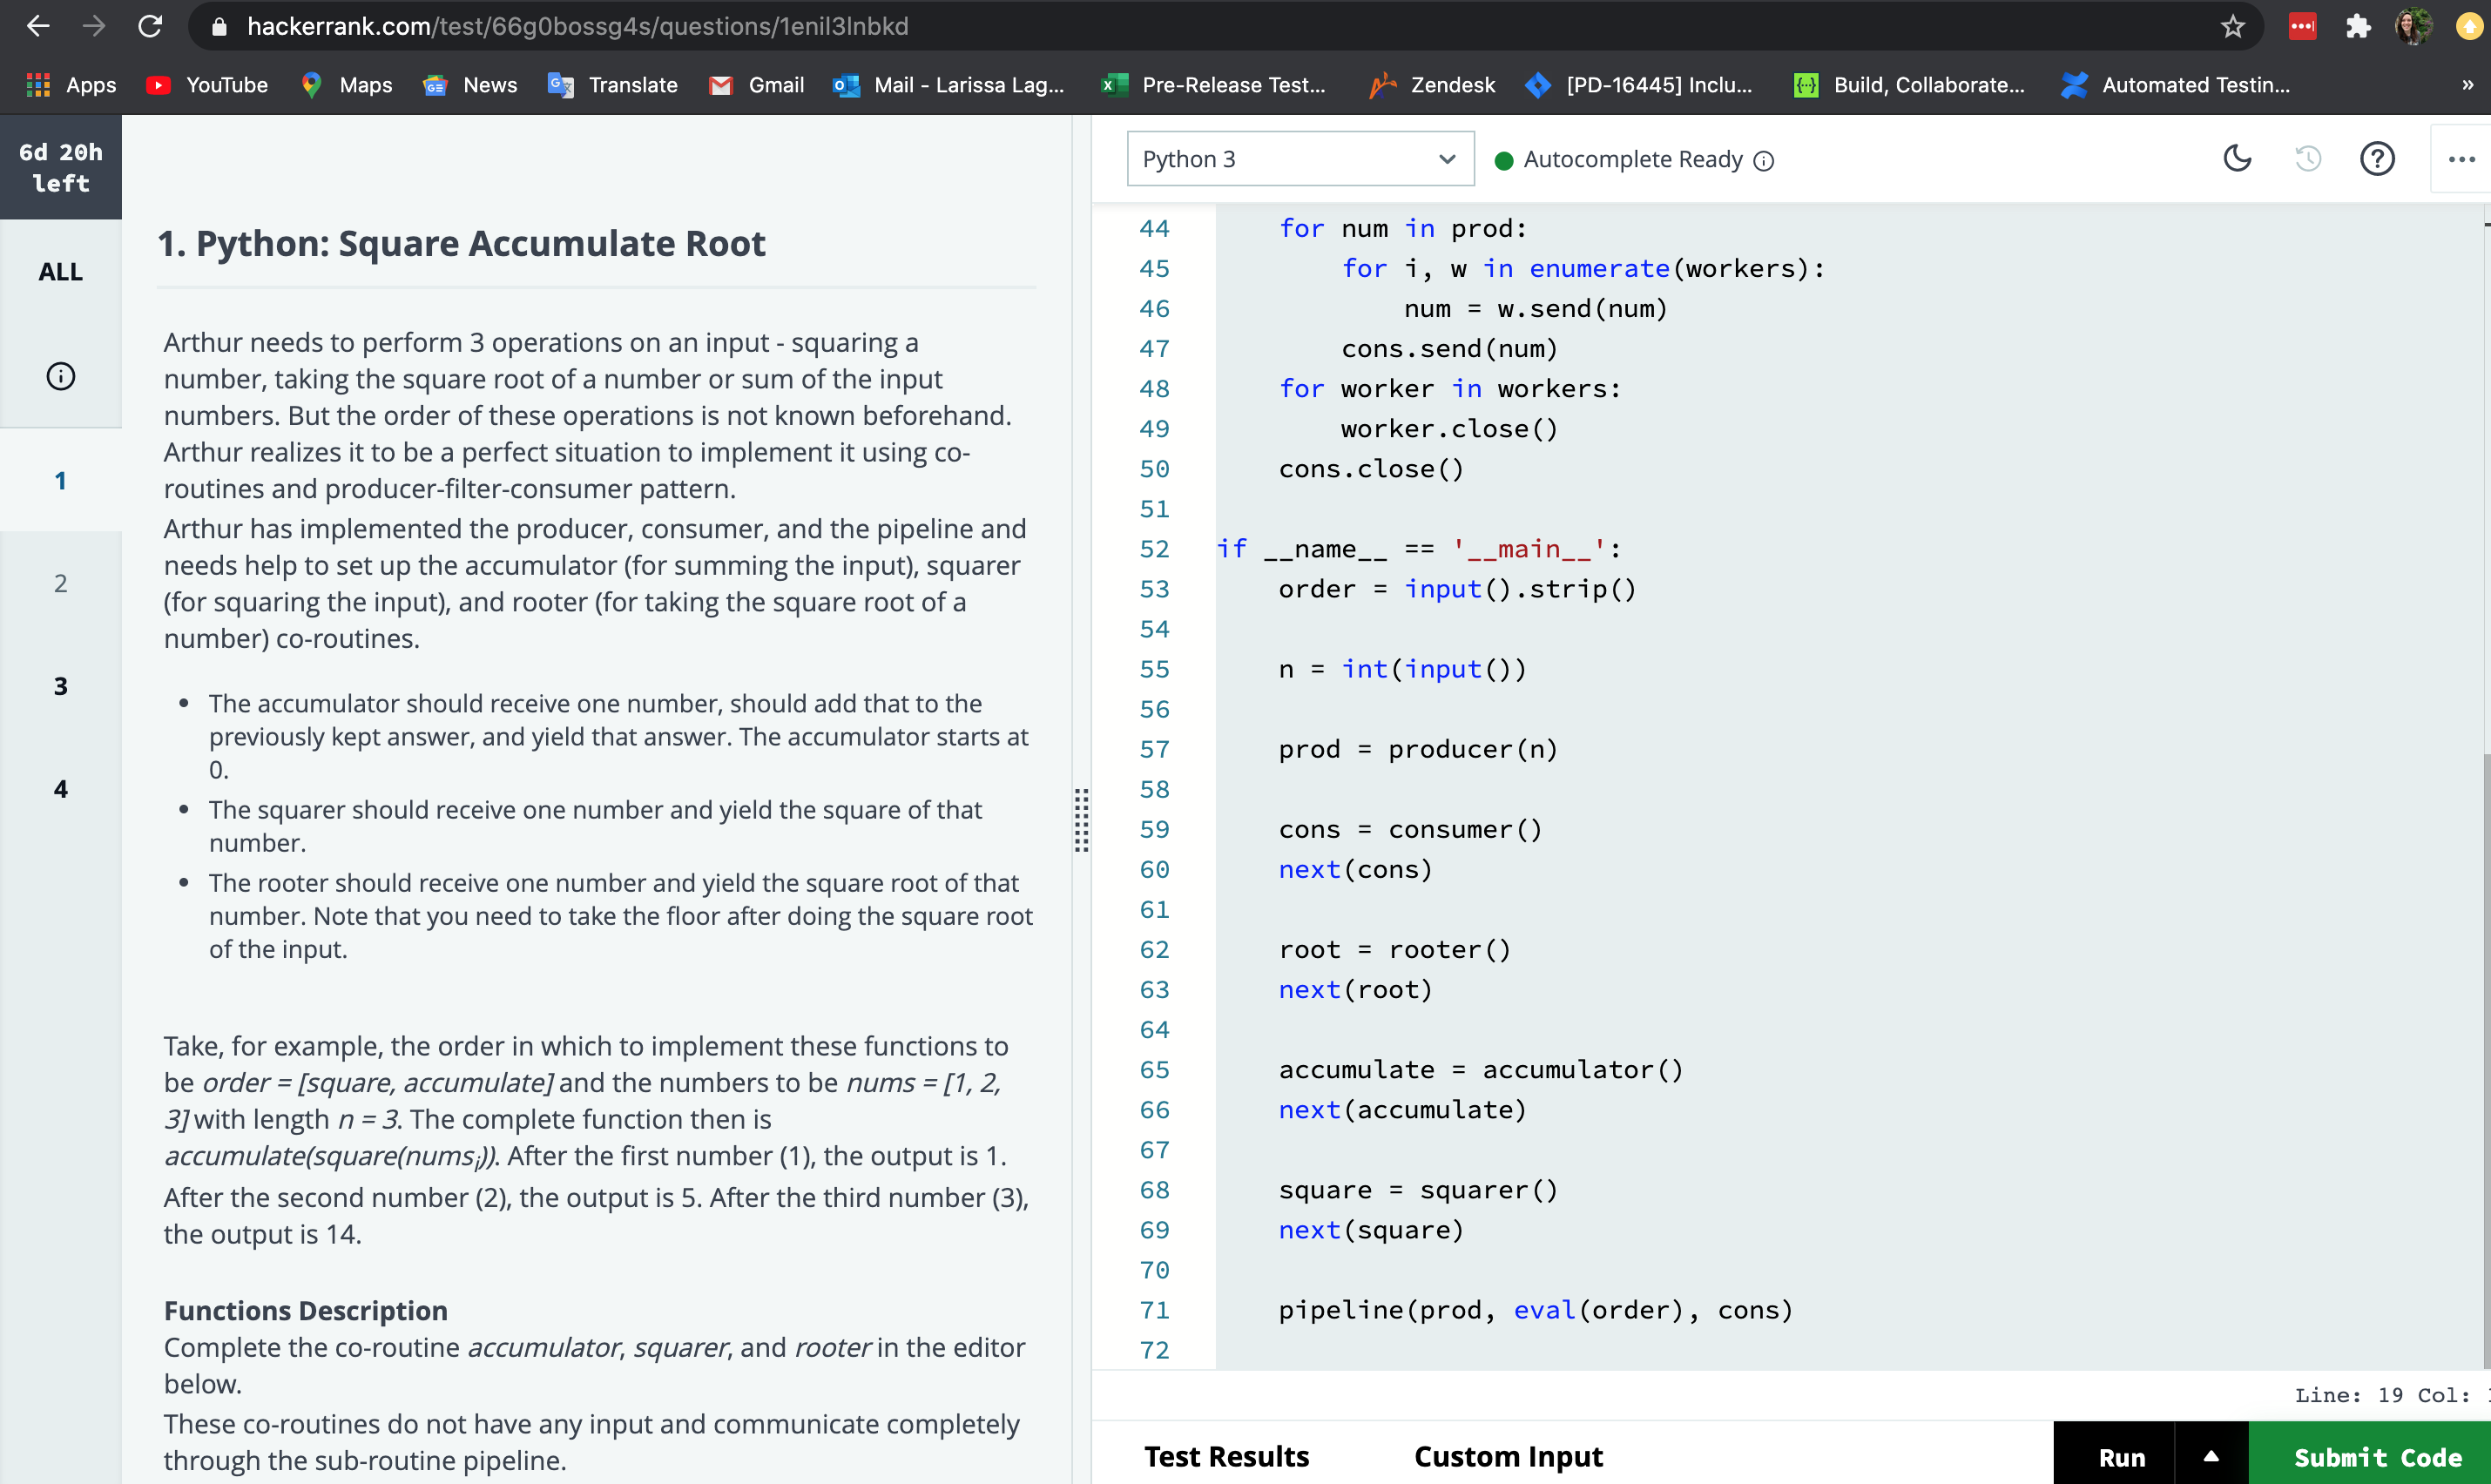 hackerrank.com/test/66g0bossg4s/questions/1enil3lnbkd
Apps YouTube Maps News Translate Gmail Mail - Larissa Lag... Pre-Release Test... Zendesk [PD-16445] Inclu... Build, Collaborate... Automated Testin... »
6d 20h
left
ALL
1
2
3
4
1. Python: Square Accumulate Root
Arthur needs to perform 3 operations on an input - squaring a
number, taking the square root of a number or sum of the input
numbers. But the order of these operations is not known beforehand.
Arthur realizes it to be a perfect situation to implement it using co-
routines and producer-filter-consumer pattern.
Arthur has implemented the producer, consumer, and the pipeline and
needs help to set up the accumulator (for summing the input), squarer
(for squaring the input), and rooter (for taking the square root of a
number) co-routines.
• The accumulator should receive one number, should add that to the
previously kept answer, and yield that answer. The accumulator starts at
0.
• The squarer should receive one number and yield the square of that
number.
• The rooter should receive one number and yield the square root of that
number. Note that you need to take the floor after doing the square root
of the input.
Take, for example, the order in which to implement these functions to
be order = [square, accumulate] and the numbers to be nums = [1, 2,
3] with length n = 3. The complete function then is
accumulate(square(numsi)). After the first number (1), the output is 1.
After the second number (2), the output is 5. After the third number (3),
the output is 14.
Functions Description
Complete the co-routine accumulator, squarer, and rooter in the editor
below.
These co-routines do not have any input and communicate completely
through the sub-routine pipeline.
Python 3 Autocomplete Ready
44     for num in prod:
45         for i, w in enumerate(workers):
46             num = w.send(num)
47         cons.send(num)
48     for worker in workers:
49         worker.close()
50     cons.close()
51
52 if __name__ == '__main__':
53     order = input().strip()
54
55     n = int(input())
56
57     prod = producer(n)
58
59     cons = consumer()
60     next(cons)
61
62     root = rooter()
63     next(root)
64
65     accumulate = accumulator()
66     next(accumulate)
67
68     square = squarer()
69     next(square)
70
71     pipeline(prod, eval(order), cons)
72
Line: 19 Col:
Test Results Custom Input Run Submit Code